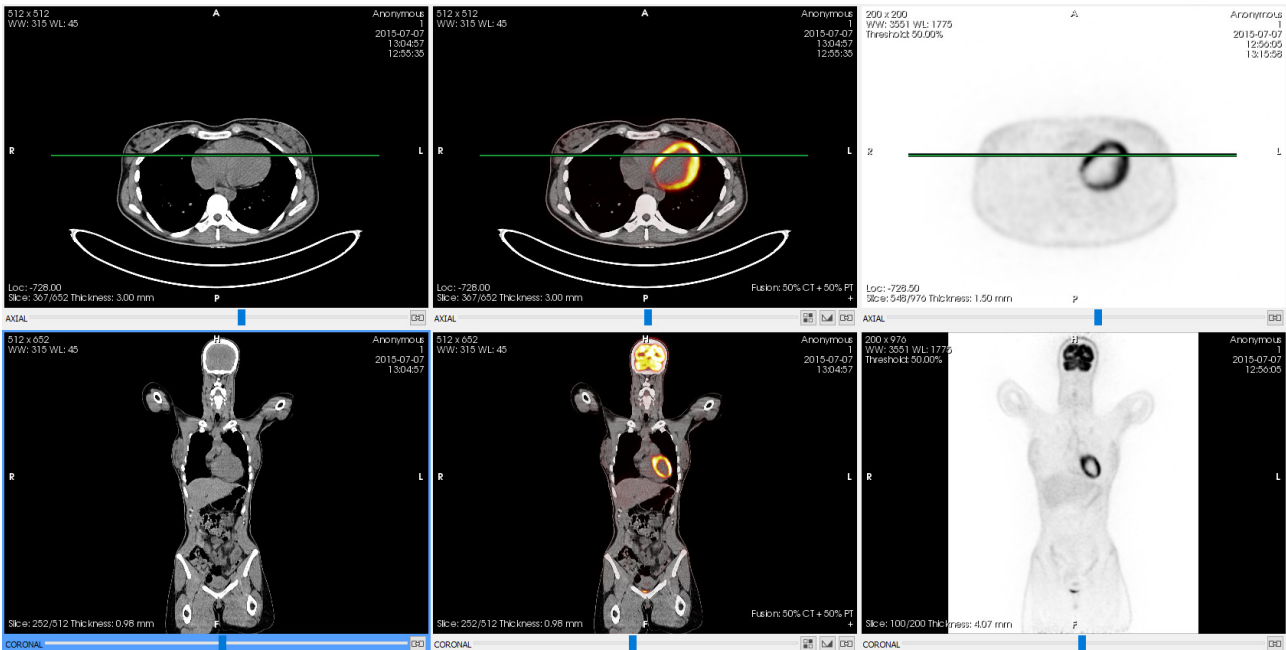 512 x 512
WW: 315 WL: 45
A
Anonymous
1
2015-07-07
13:04:57
12:55:35
R
L
Loc: -728.00
Slice: 367/652 Thickness: 3.00 mm
P
AXIAL
512 x 512
WW: 315 WL: 45
A
Anonymous
1
2015-07-07
13:04:57
12:55:35
R
L
Loc: -728.00
Slice: 367/652 Thickness: 3.00 mm
P
Fusion: 50% CT + 50% PT
+
AXIAL
200 x 200
WW: 3551 WL: 1775
Threshold: 50.00%
A
Anonymous
1
2015-07-07
12:56:05
13:15:58
R
L
Loc: -728.50
Slice: 548/976 Thickness: 1.50 mm
P
AXIAL
512 x 652
WW: 315 WL: 45
H
Anonymous
1
2015-07-07
13:04:57
R
L
Slice: 252/512 Thickness: 0.98 mm
F
CORONAL
512 x 652
WW: 315 WL: 45
H
Anonymous
1
2015-07-07
13:04:57
R
L
Fusion: 50% CT + 50% PT
Slice: 252/512 Thickness: 0.98 mm
F
+
CORONAL
200 x 976
WW: 3551 WL: 1775
Threshold: 50.00%
H
Anonymous
1
2015-07-07
12:56:05
R
L
Slice: 100/200 Thickness: 4.07 mm
F
CORONAL